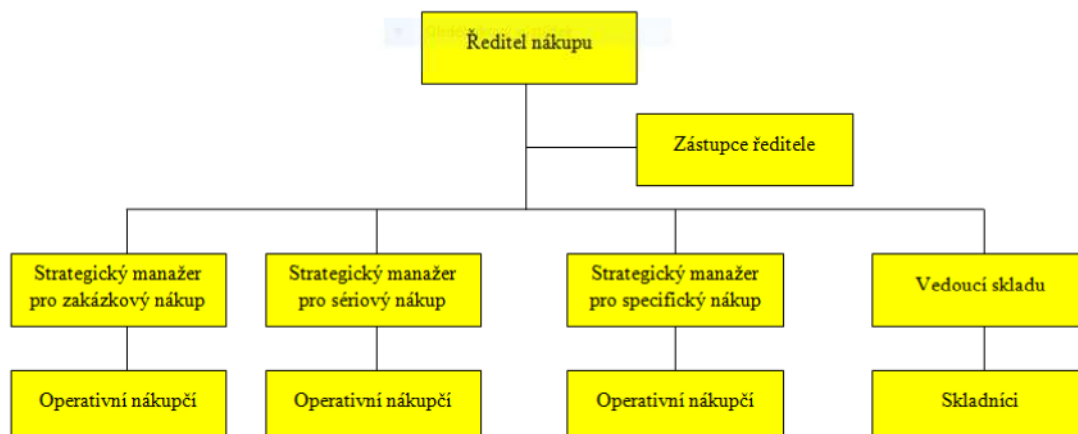 Ředitel nákupu
Zástupce ředitele
Strategický manažer
pro zakázkový nákup
Strategický manažer
pro sériový nákup
Strategický manažer
pro specifický nákup
Vedoucí skladu
Operativní nákupčí
Operativní nákupčí
Operativní nákupčí
Skladníci